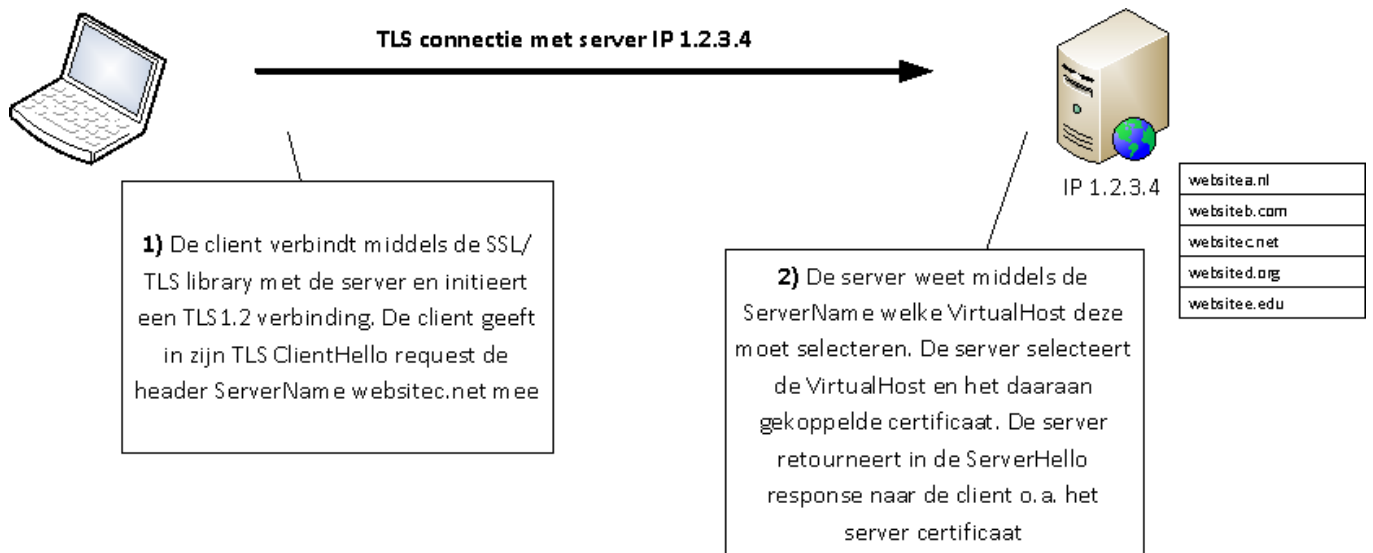 TLS connectie met server IP 1.2.3.4
1) De client verbindt middels de SSL/
TLS library met de server en initieert
een TLS1.2 verbinding. De client geeft
in zijn TLS ClientHello request de
header ServerName websitec.net mee
2) De server weet middels de
ServerName welke VirtualHost deze
moet selecteren. De server selecteert
de VirtualHost en het daaraan
gekoppelde certificaat. De server
retourneert in de ServerHello
response naar de client o.a. het
server certificaat
IP 1.2.3.4
websitea.nl
websiteb.com
websitec.net
websited.org
websitee.edu